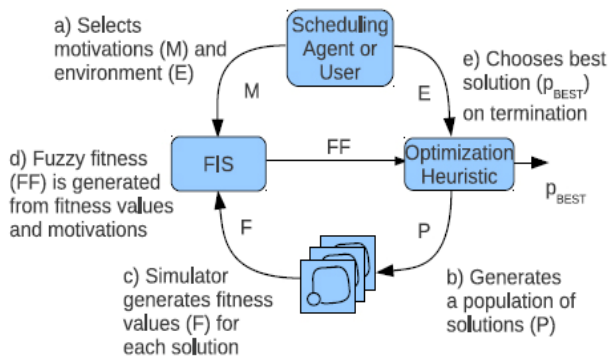 a) Selects
motivations (M) and
environment (E)
Scheduling
Agent or
User
e) Chooses best
solution (pBEST)
on termination
M
E
d) Fuzzy fitness
(FF) is generated
from fitness values
and motivations
FIS
FF
Optimization
Heuristic
pBEST
F
P
c) Simulator
generates fitness
values (F) for
each solution
b) Generates
a population of
solutions (P)